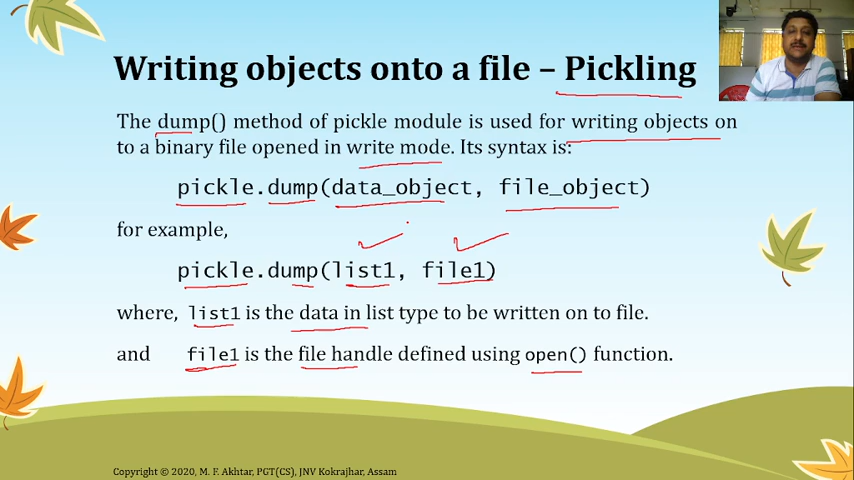 Writing objects onto a file – Pickling
The dump() method of pickle module is used for writing objects on
to a binary file opened in write mode. Its syntax is:
pickle.dump(data_object, file_object)
for example,
pickle.dump(list1, file1)
where, list1 is the data in list type to be written on to file.
and file1 is the file handle defined using open() function.
Copyright © 2020, M. F. Akhtar, PGT(CS), JNV Kokrajhar, Assam